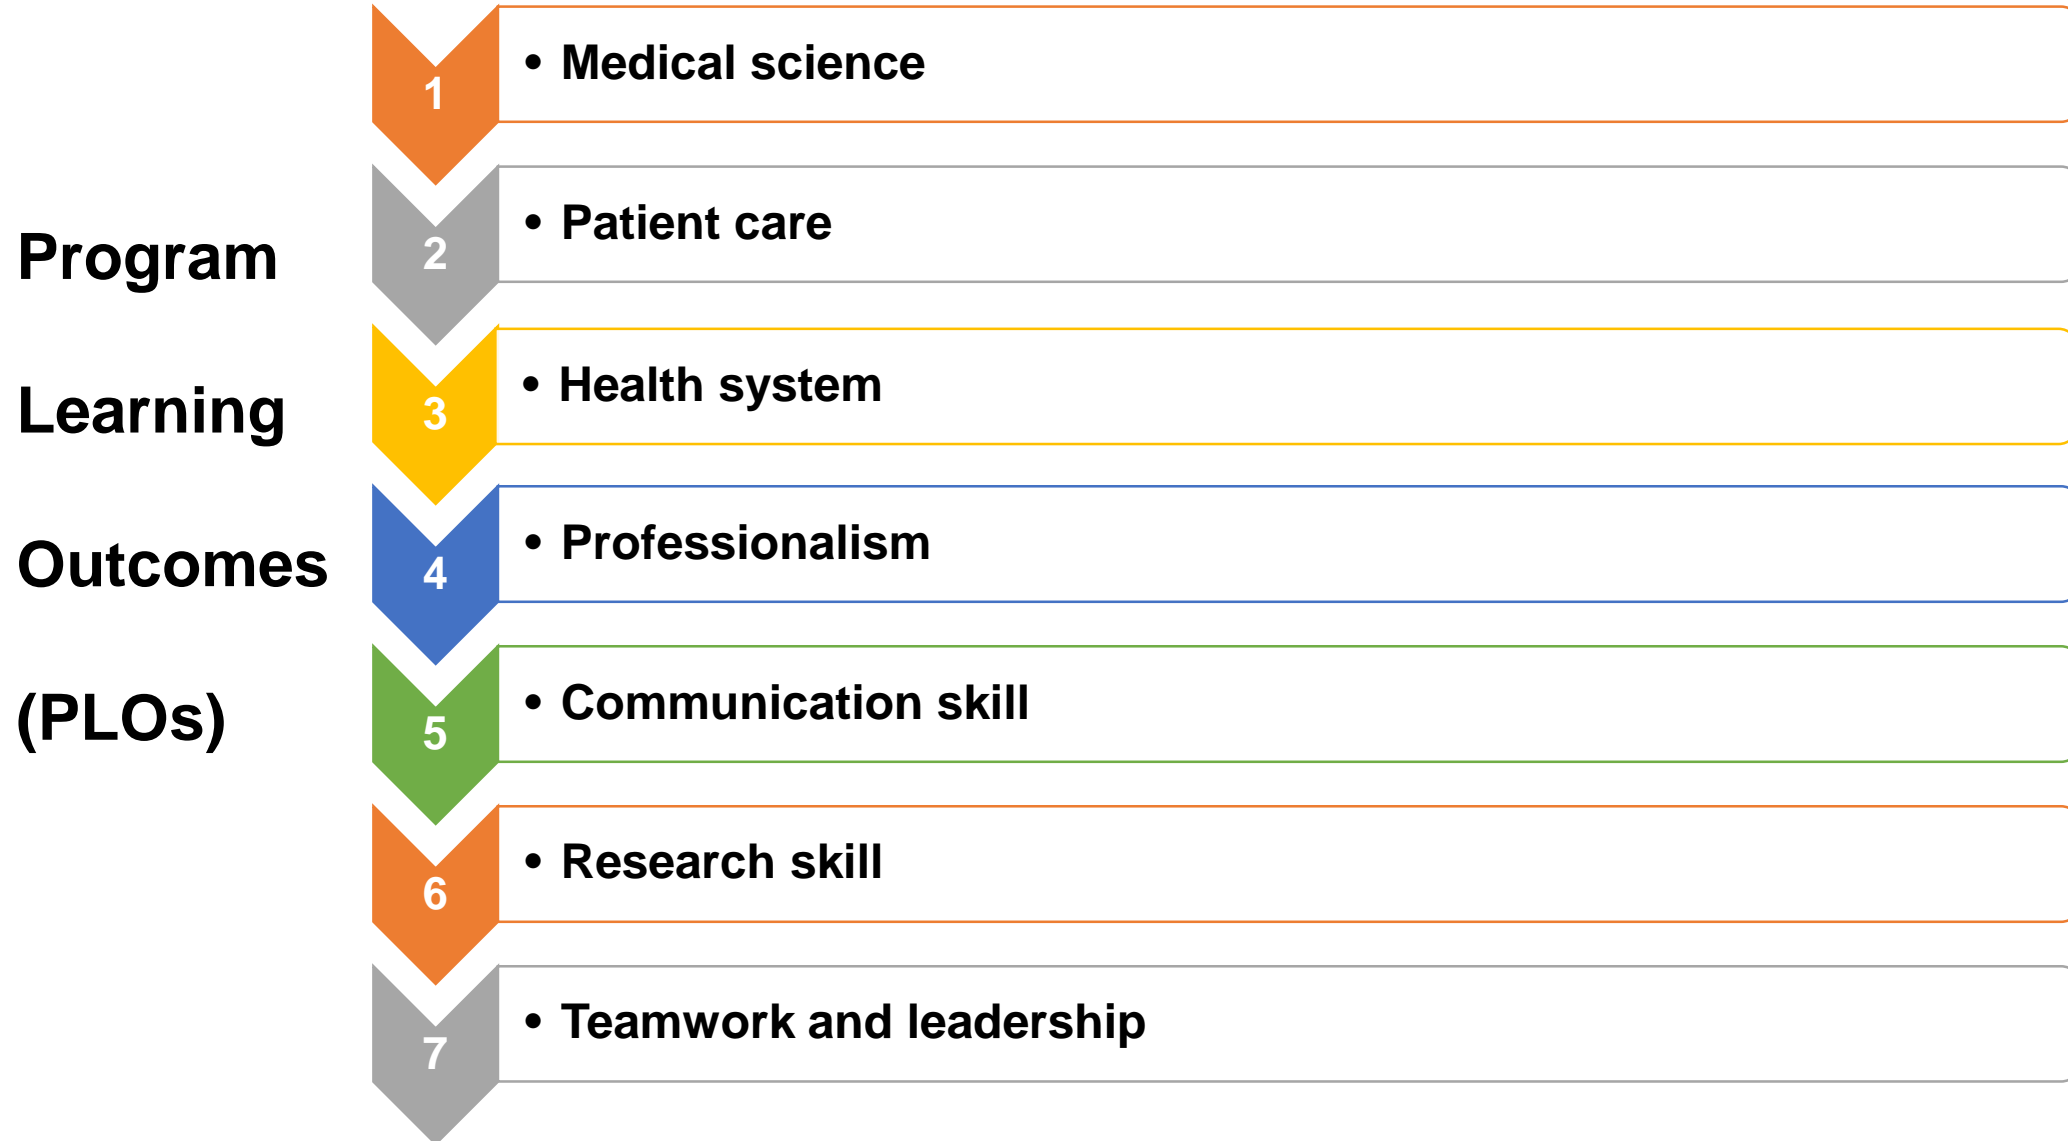 Program
Learning
Outcomes
(PLOs)
1
• Medical science
2
• Patient care
3
• Health system
4
• Professionalism
5
• Communication skill
6
• Research skill
7
• Teamwork and leadership